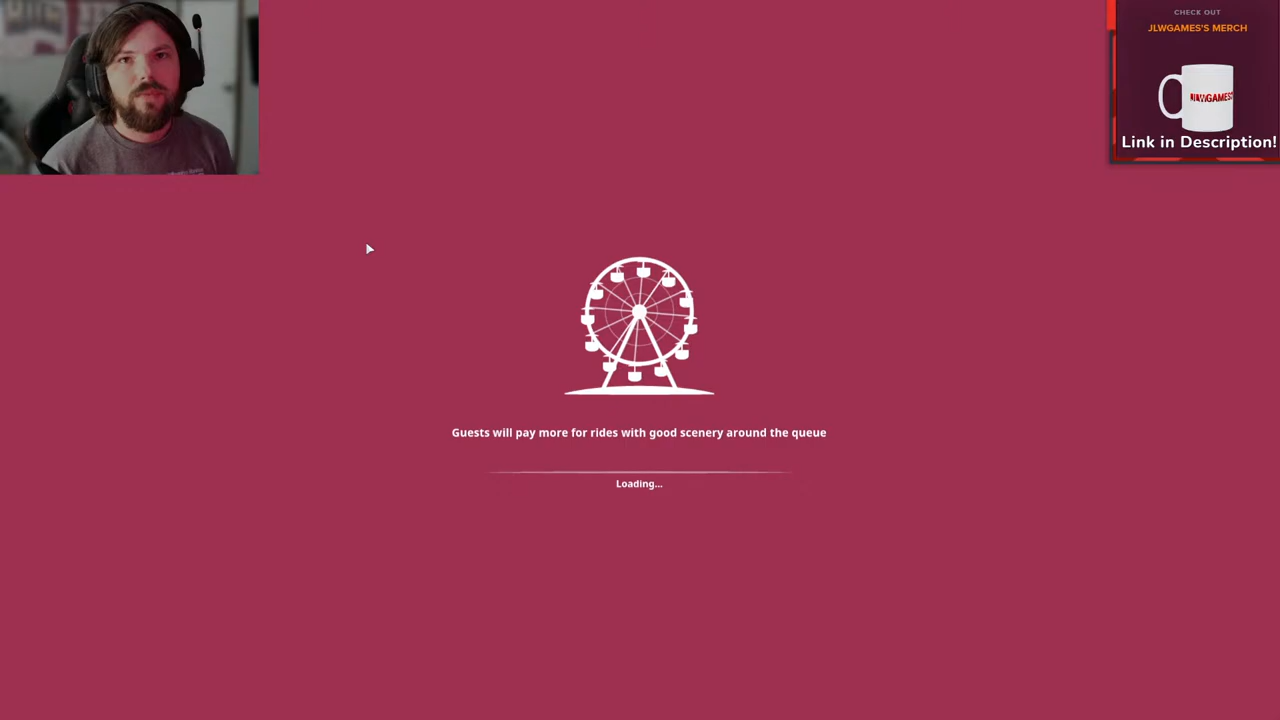 CHECK OUT
JLWGAMES'S MERCH
JLWGAMES
Link in Description!
Guests will pay more for rides with good scenery around the queue
Loading...